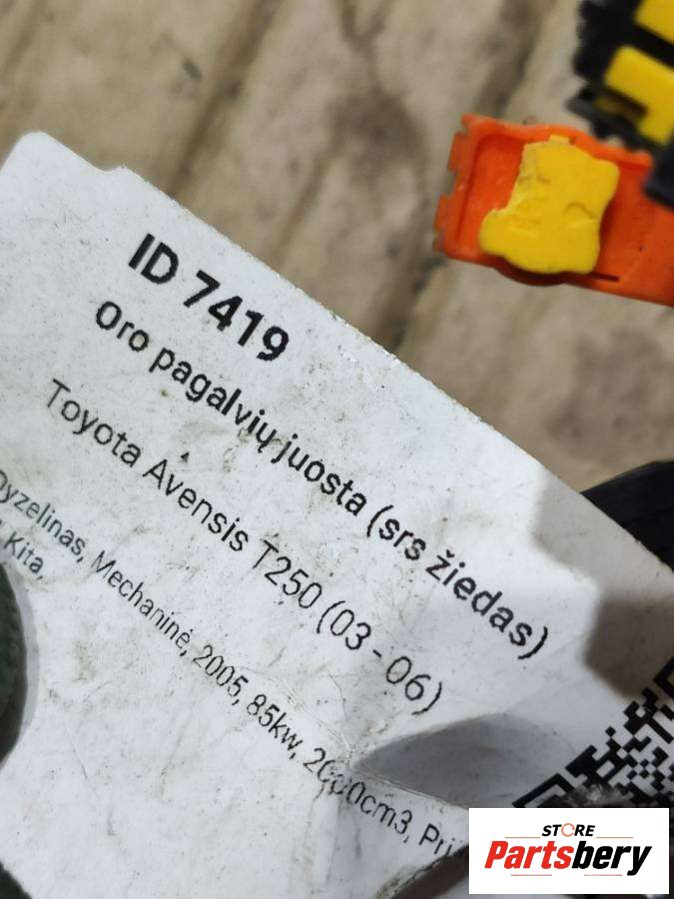 ID 7419
Oro pagalvių juosta (srs žiedas)
Toyota Avensis T250 (03 - 06)
Dyzelinas, Mechaninė, 2005, 85kw, 2000cm3,
Kita,
STORE
Partsbery